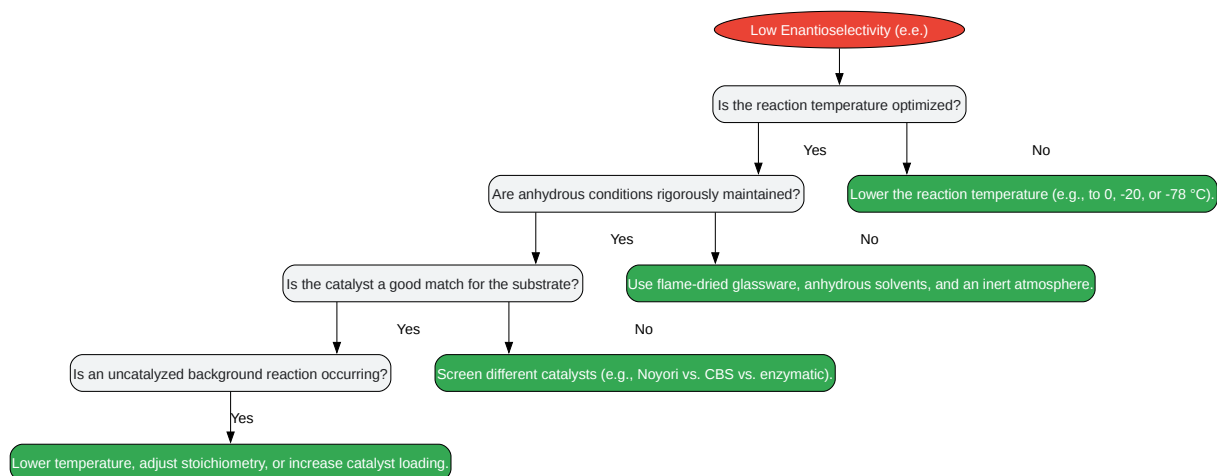 Low Enantioselectivity (e.e.)
Is the reaction temperature optimized?
Yes
No
Are anhydrous conditions rigorously maintained?
Lower the reaction temperature (e.g., to 0, -20, or -78 °C).
Yes
No
Is the catalyst a good match for the substrate?
Use flame-dried glassware, anhydrous solvents, and an inert atmosphere.
Yes
No
Is an uncatalyzed background reaction occurring?
Screen different catalysts (e.g., Noyori vs. CBS vs. enzymatic).
Yes
Lower temperature, adjust stoichiometry, or increase catalyst loading.